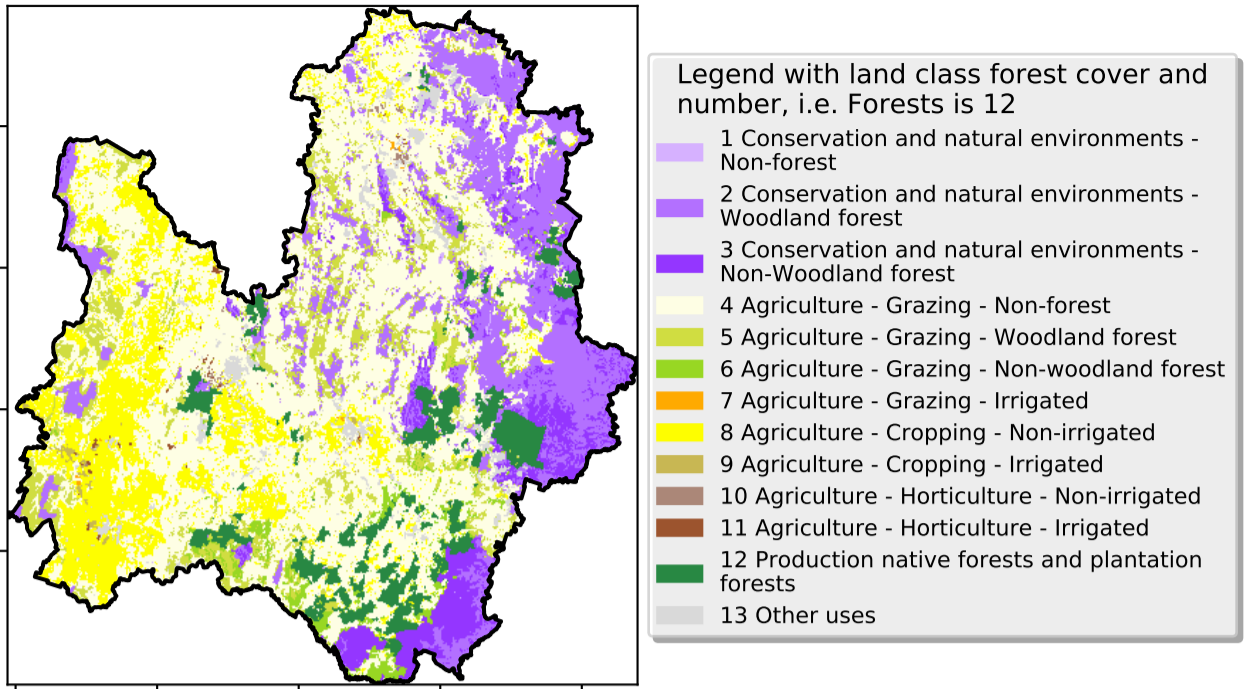 Legend with land class forest cover and
number, i.e. Forests is 12
1 Conservation and natural environments -
Non-forest
2 Conservation and natural environments -
Woodland forest
3 Conservation and natural environments -
Non-Woodland forest
4 Agriculture - Grazing - Non-forest
5 Agriculture - Grazing - Woodland forest
6 Agriculture - Grazing - Non-woodland forest
7 Agriculture - Grazing - Irrigated
8 Agriculture - Cropping - Non-irrigated
9 Agriculture - Cropping - Irrigated
10 Agriculture - Horticulture - Non-irrigated
11 Agriculture - Horticulture - Irrigated
12 Production native forests and plantation
forests
13 Other uses